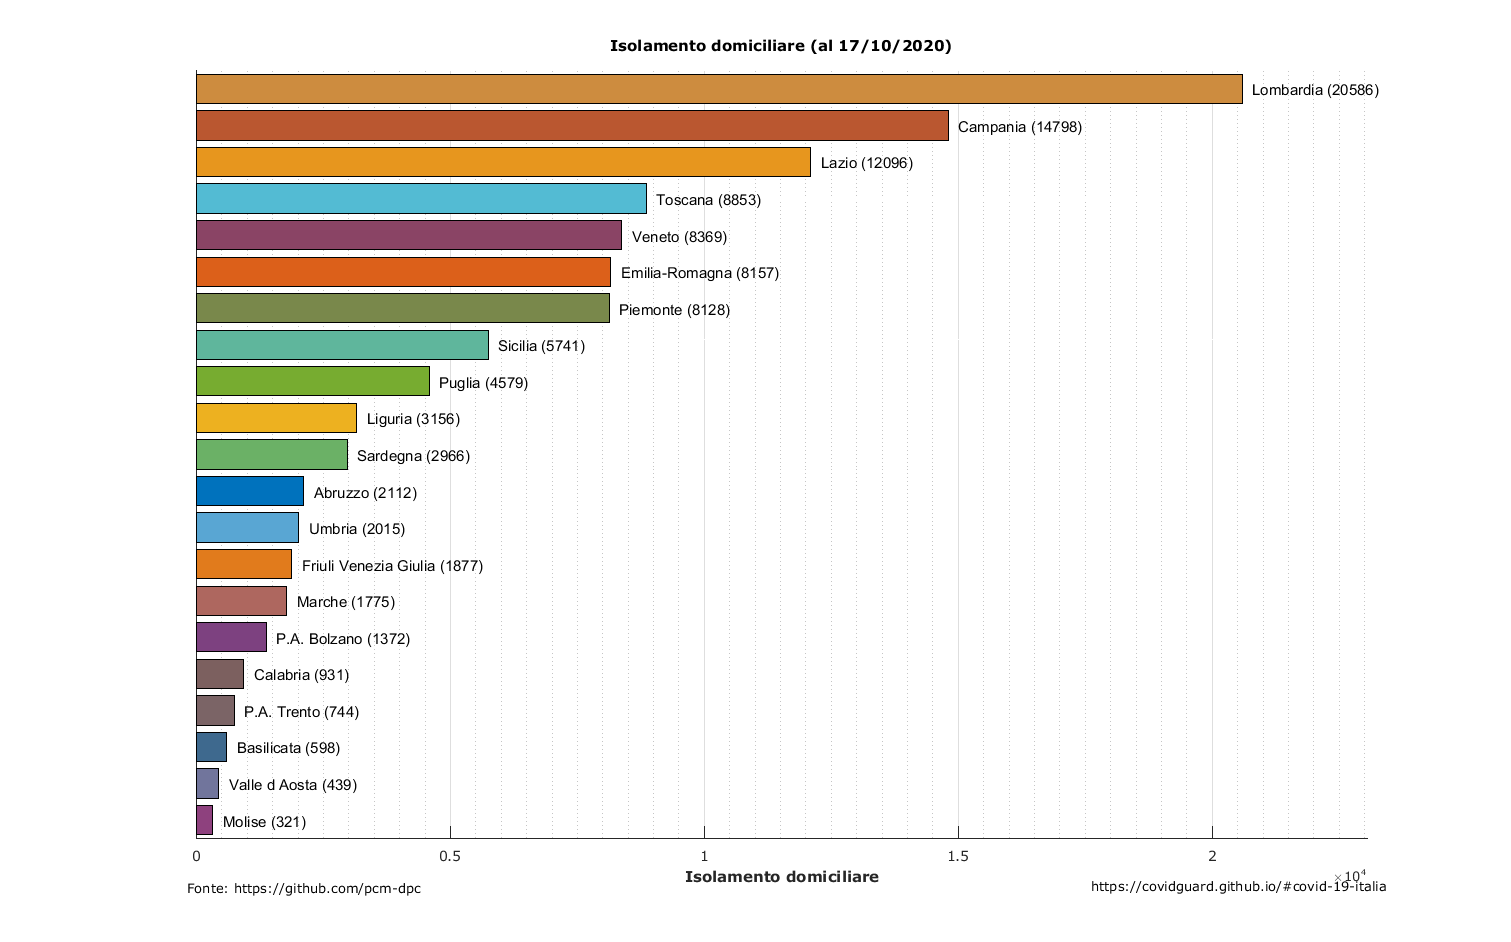 Isolamento domiciliare (al 17/10/2020)
Lombardia (20586)
Campania (14798)
Lazio (12096)
Toscana (8853)
Veneto (8369)
Emilia-Romagna (8157)
Piemonte (8128)
Sicilia (5741)
Puglia (4579)
Liguria (3156)
Sardegna (2966)
Abruzzo (2112)
Umbria (2015)
Friuli Venezia Giulia (1877)
Marche (1775)
P.A. Bolzano (1372)
Calabria (931)
P.A. Trento (744)
Basilicata (598)
Valle d Aosta (439)
Molise (321)
0 0.5 1 1.5 2
×10⁴
Isolamento domiciliare
Fonte: https://github.com/pcm-dpc
https://covidguard.github.io/#covid-19-italia